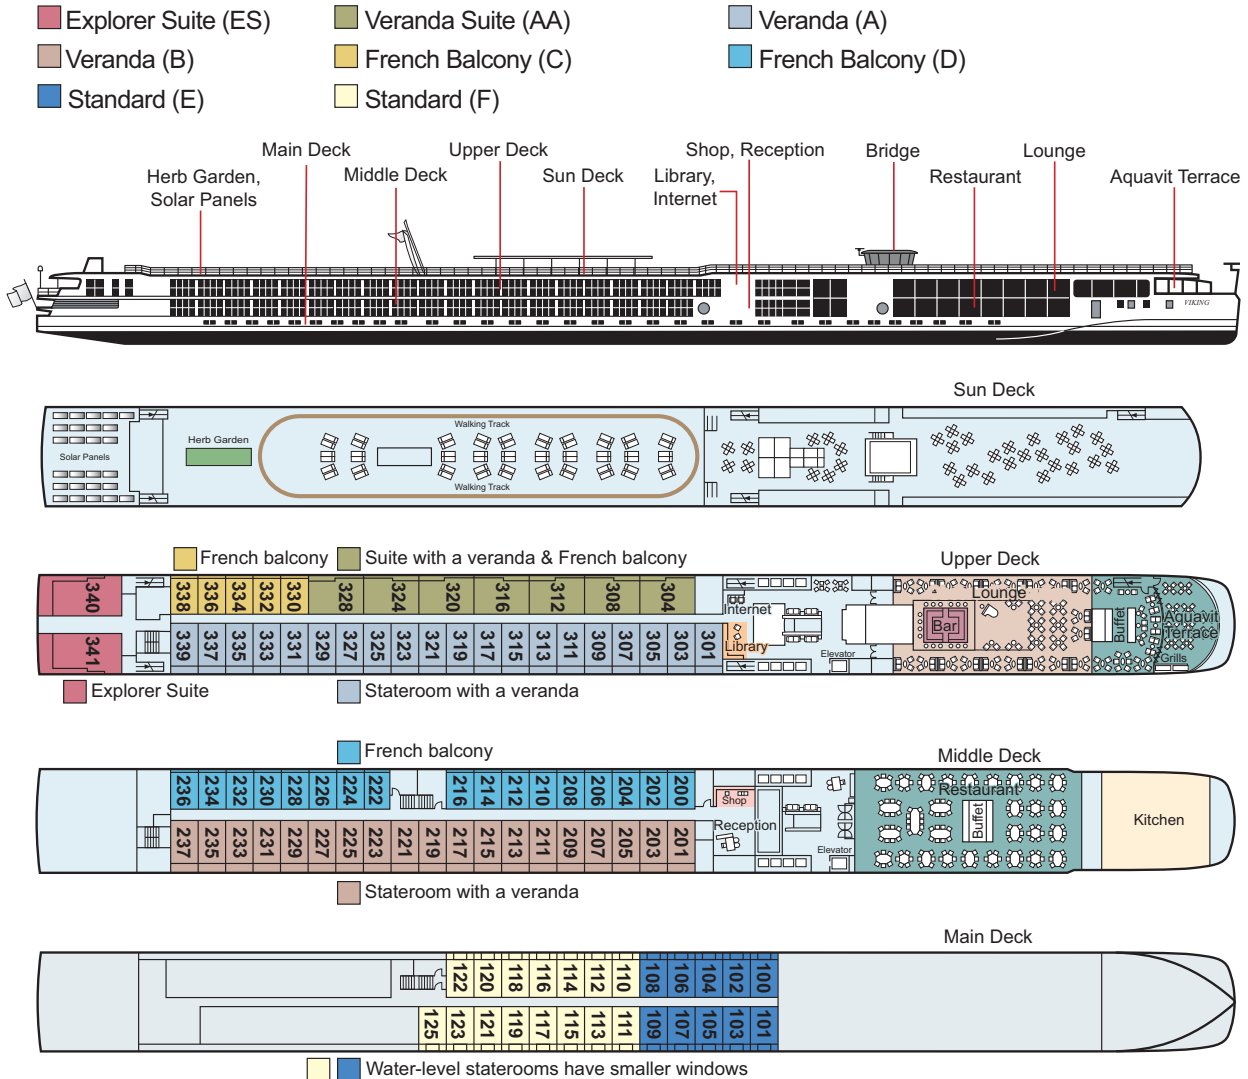 Explorer Suite (ES)
Veranda Suite (AA)
Veranda (A)
Veranda (B)
French Balcony (C)
French Balcony (D)
Standard (E)
Standard (F)
Main Deck
Upper Deck
Shop, Reception
Bridge
Lounge
Herb Garden,
Solar Panels
Middle Deck
Sun Deck
Library,
Internet
Restaurant
Aquavit Terrace
VIKING
Sun Deck
Walking Track
Herb Garden
Solar Panels
Walking Track
French balcony
Suite with a veranda & French balcony
Upper Deck
340
338
336
334
332
330
328
324
320
316
312
308
304
Internet
Lounge
Bar
Buffet
Aquavit
Terrace
341
339
337
335
333
331
329
327
325
323
321
319
317
315
313
311
309
307
305
303
301
Library
Elevator
Grills
Explorer Suite
Stateroom with a veranda
French balcony
Middle Deck
236
234
232
230
228
226
224
222
216
214
212
210
208
206
204
202
200
Shop
Restaurant
Reception
Buffet
Kitchen
237
235
233
231
229
227
225
223
221
219
217
215
213
211
209
207
205
203
201
Elevator
Stateroom with a veranda
Main Deck
122
120
118
116
114
112
110
108
106
104
102
100
125
123
121
119
117
115
113
111
109
107
105
103
101
Water-level staterooms have smaller windows